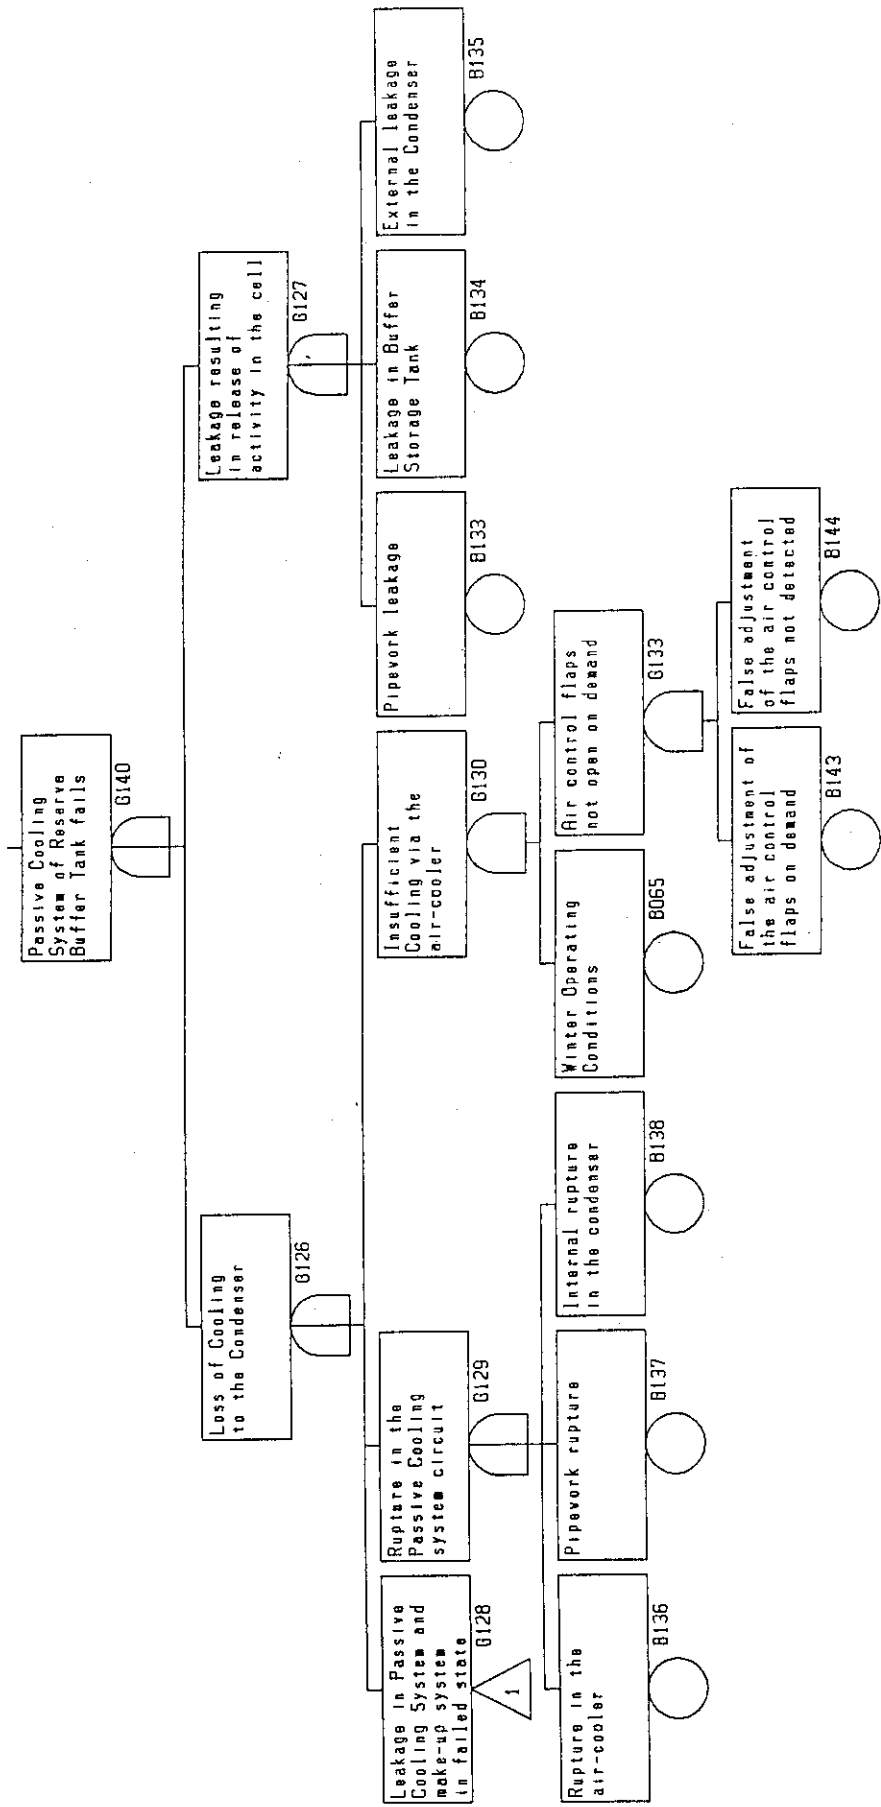 Passive Cooling
System of Reserve
Buffer Tank fails
G140
Loss of Cooling
to the Condenser
G126
Leakage resulting
in release of
activity in the cell
G127
Leakage in Passive
Cooling System and
make-up system
in failed state
G128
1
Rupture in the
Passive Cooling
system circuit
G129
Insufficient
Cooling via the
air-cooler
G130
Pipework leakage
B133
Leakage in Buffer
Storage Tank
B134
External leakage
in the Condenser
B135
Rupture in the
air-cooler
B136
Pipework rupture
B137
Internal rupture
in the condenser
B138
Winter Operating
Conditions
B065
Air control flaps
not open on demand
G133
False adjustment of
the air control
flaps on demand
B143
False adjustment
of the air control
flaps not detected
B144